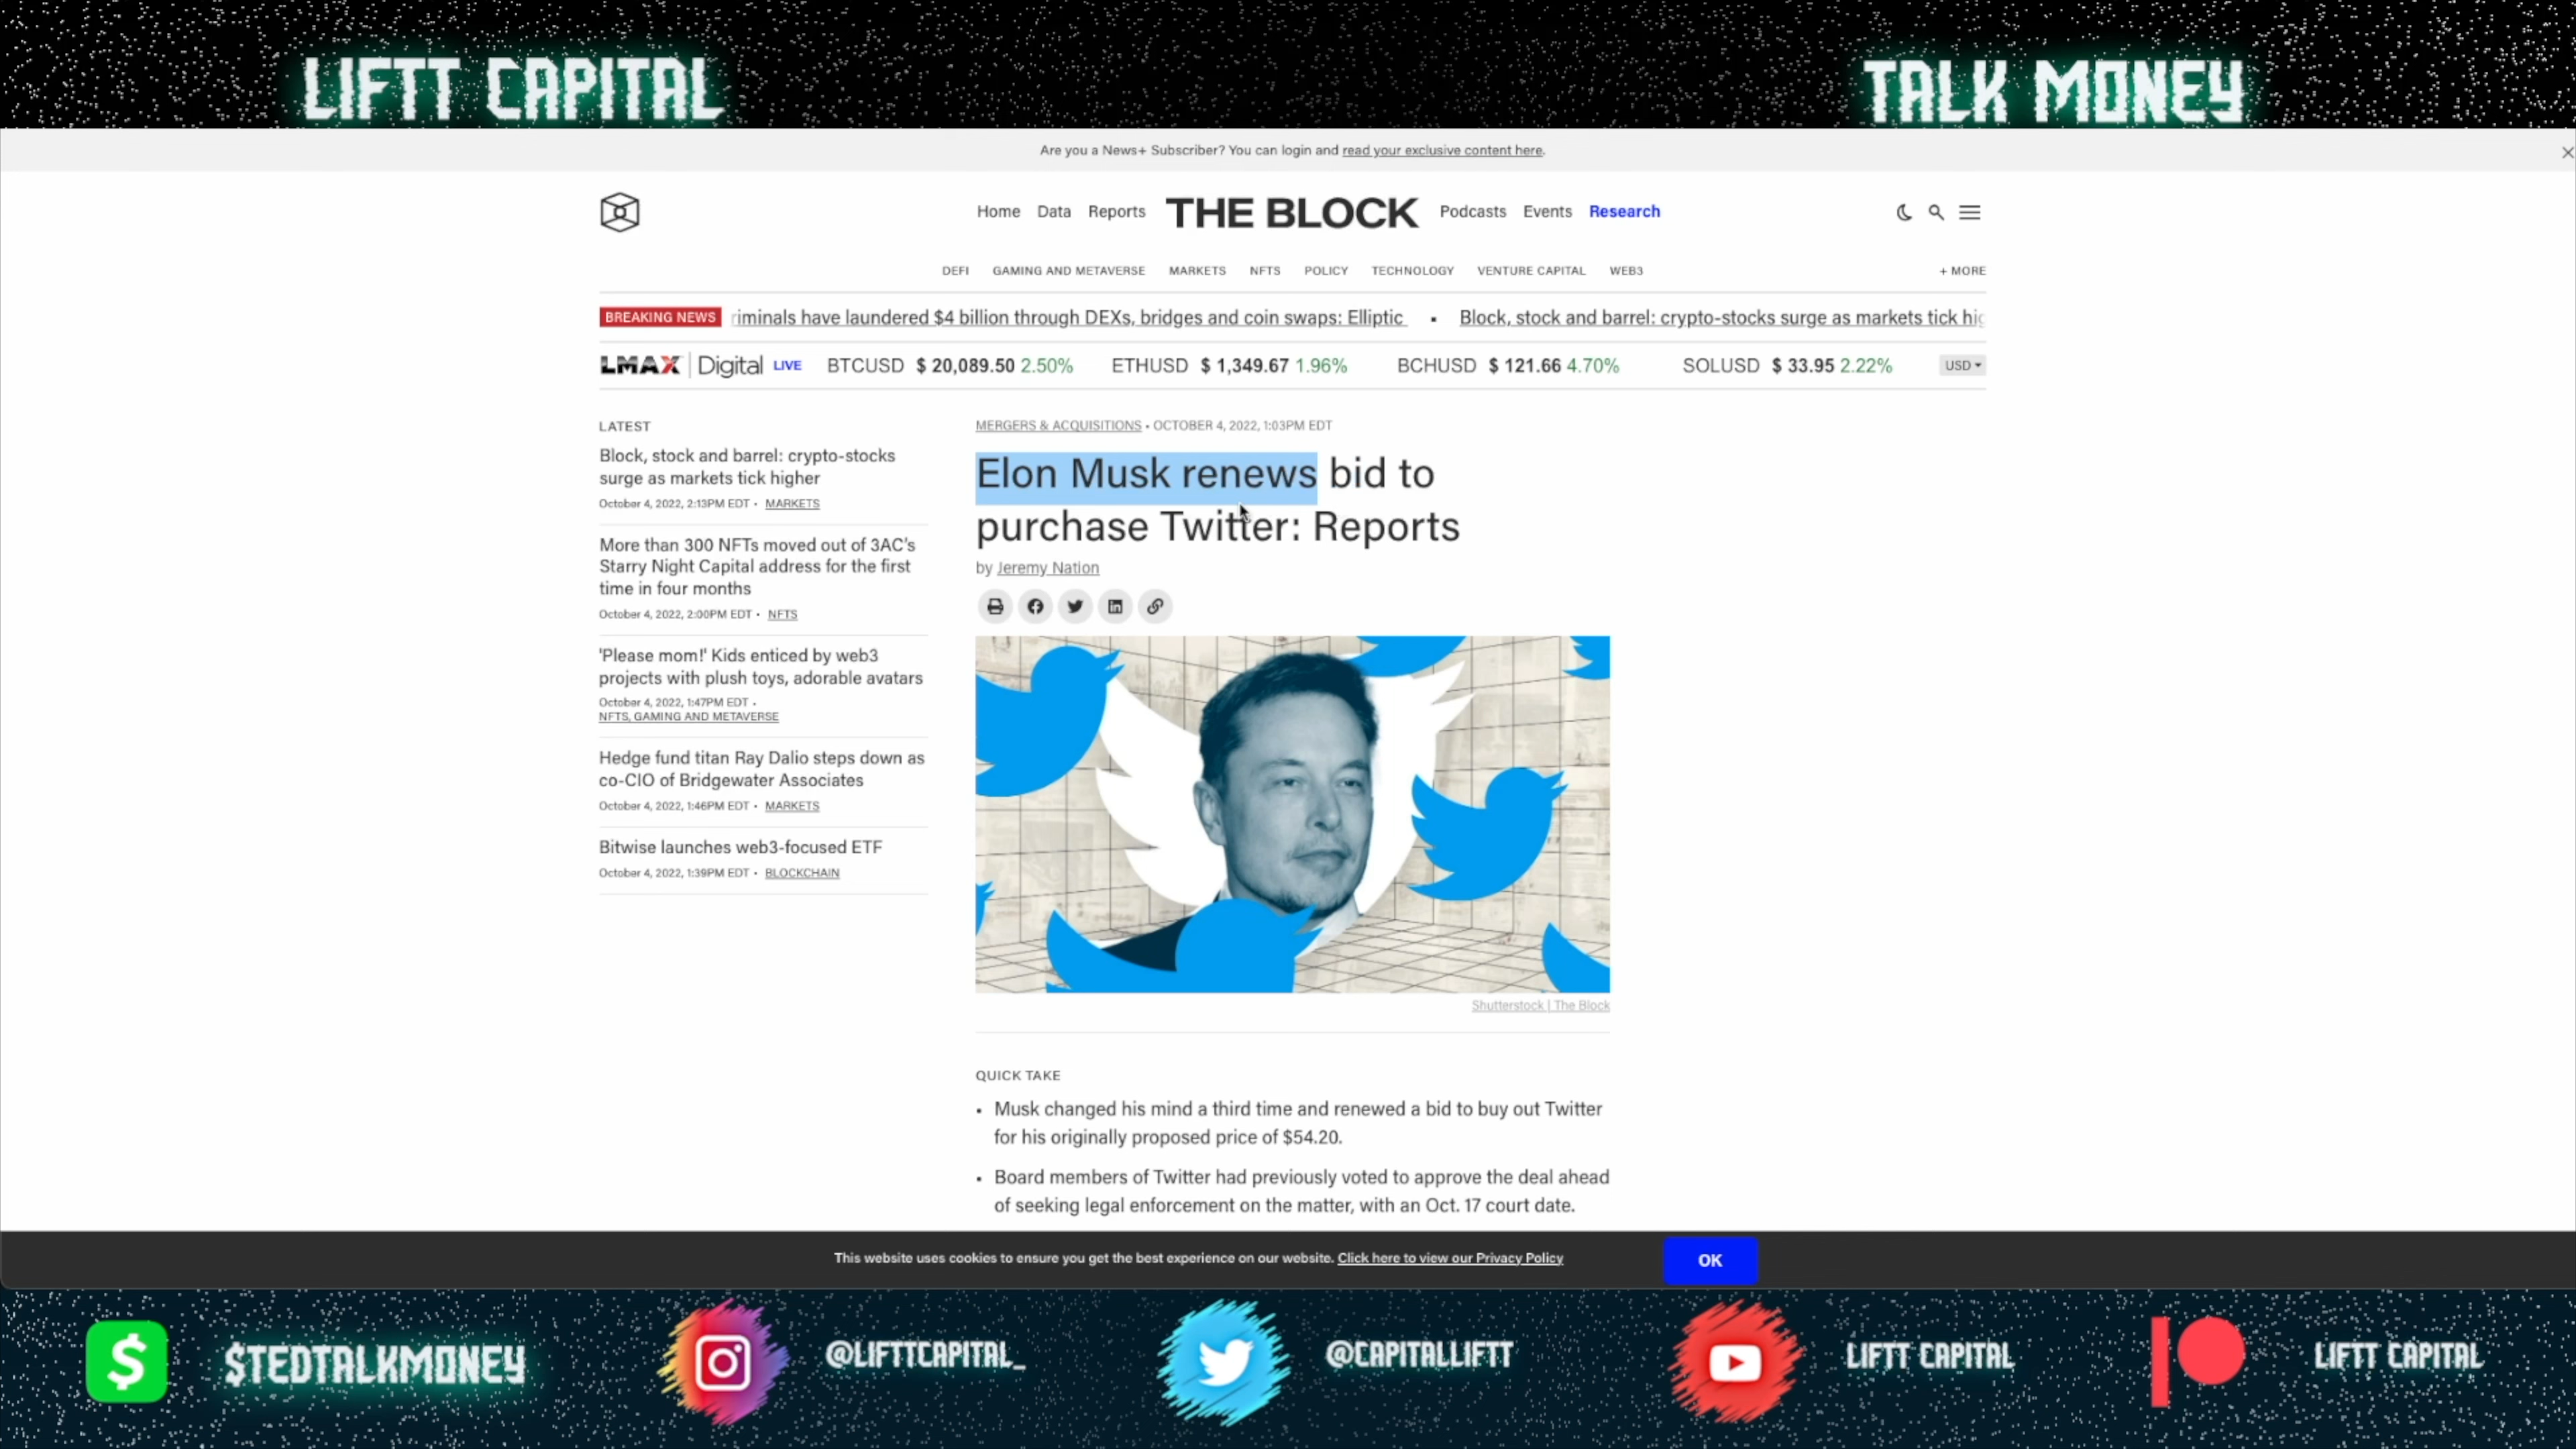 LIFTT CAPITAL
TALK MONEY
Are you a News+ Subscriber? You can login and read your exclusive content here.
Home Data Reports THE BLOCK Podcasts Events Research
DEFI GAMING AND METAVERSE MARKETS NFTS POLICY TECHNOLOGY VENTURE CAPITAL WEB3 + MORE
BREAKING NEWS riminals have laundered $4 billion through DEXs, bridges and coin swaps: Elliptic • Block, stock and barrel: crypto-stocks surge as markets tick hig
LMAX Digital LIVE BTCUSD $ 20,089.50 2.50% ETHUSD $ 1,349.67 1.96% BCHUSD $ 121.66 4.70% SOLUSD $ 33.95 2.22% USD
LATEST
Block, stock and barrel: crypto-stocks
surge as markets tick higher
October 4, 2022, 2:13PM EDT • MARKETS
More than 300 NFTs moved out of 3AC's
Starry Night Capital address for the first
time in four months
October 4, 2022, 2:00PM EDT • NFTS
'Please mom!' Kids enticed by web3
projects with plush toys, adorable avatars
October 4, 2022, 1:47PM EDT •
NFTS, GAMING AND METAVERSE
Hedge fund titan Ray Dalio steps down as
co-CIO of Bridgewater Associates
October 4, 2022, 1:46PM EDT • MARKETS
Bitwise launches web3-focused ETF
October 4, 2022, 1:39PM EDT • BLOCKCHAIN
MERGERS & ACQUISITIONS • OCTOBER 4, 2022, 1:03PM EDT
Elon Musk renews bid to
purchase Twitter: Reports
by Jeremy Nation
Shutterstock | The Block
QUICK TAKE
• Musk changed his mind a third time and renewed a bid to buy out Twitter
for his originally proposed price of $54.20.
• Board members of Twitter had previously voted to approve the deal ahead
of seeking legal enforcement on the matter, with an Oct. 17 court date.
This website uses cookies to ensure you get the best experience on our website. Click here to view our Privacy Policy OK
$TEDTALKMONEY
@LIFTTCAPITAL_
@CAPITALLIFTT
LIFTT CAPITAL
LIFTT CAPITAL